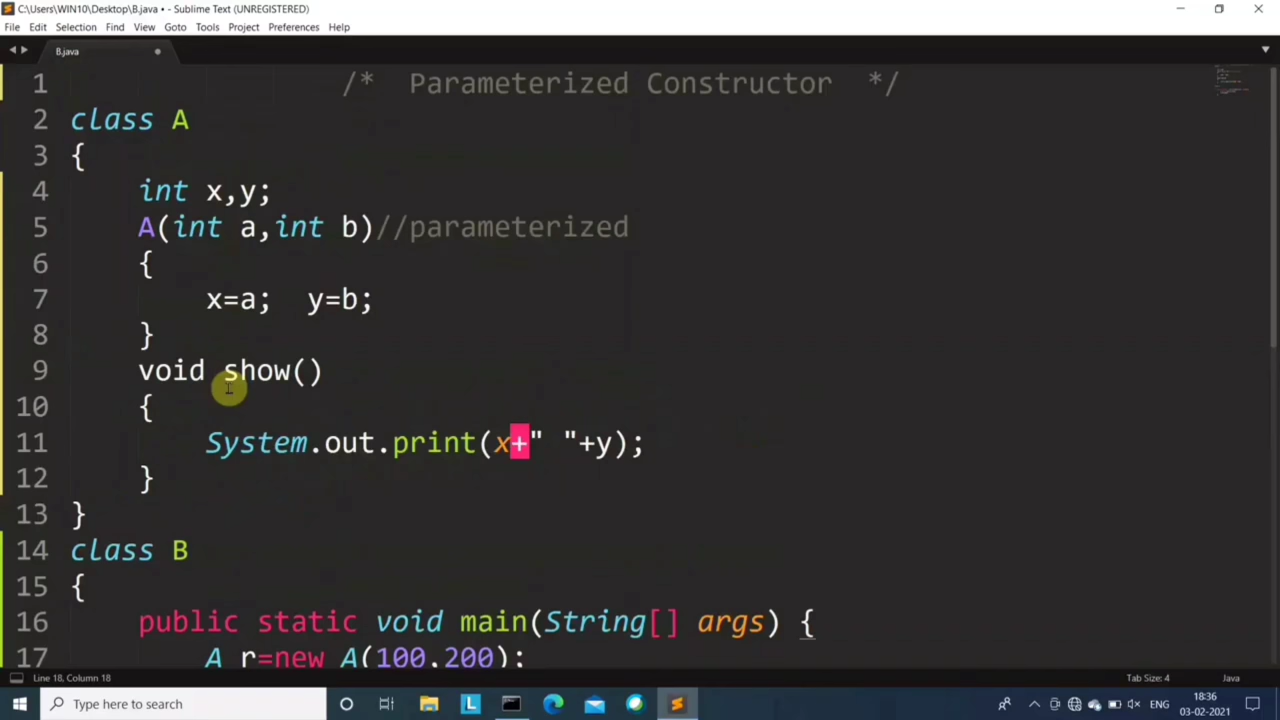 C:\Users\WIN10\Desktop\B.java • - Sublime Text (UNREGISTERED)
File Edit Selection Find View Goto Tools Project Preferences Help
B.java
1 /* Parameterized Constructor */
2 class A
3 {
4 int x,y;
5 A(int a,int b)//parameterized
6 {
7 x=a; y=b;
8 }
9 void show()
10 {
11 System.out.print(x+" "+y);
12 }
13 }
14 class B
15 {
16 public static void main(String[] args) {
17 A r=new A(100,200);
Line 18, Column 18 Tab Size: 4 Java
Type here to search L ENG 18:36
03-02-2021